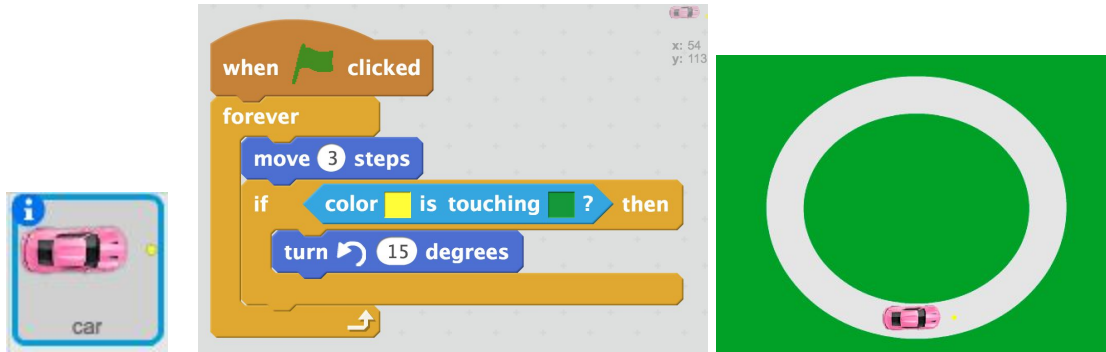 i
car
when clicked
forever
move 3 steps
if color is touching ? then
turn 15 degrees
x: 54
y: 113